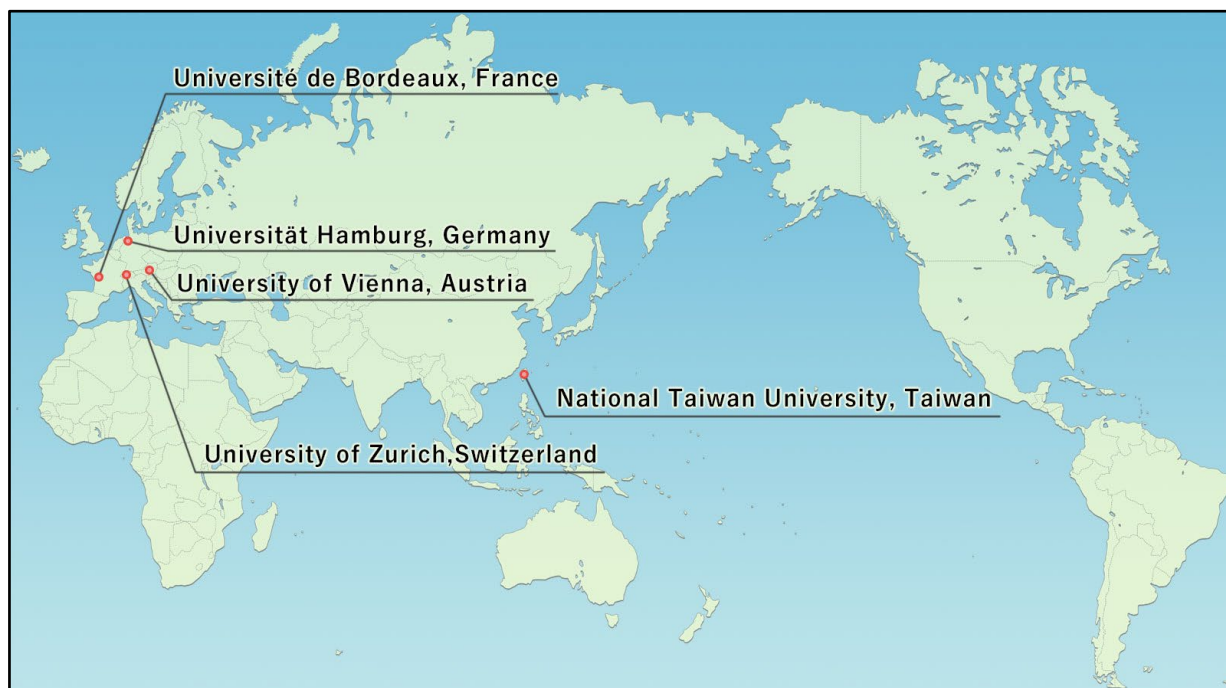 Université de Bordeaux, France
Universität Hamburg, Germany
University of Vienna, Austria
National Taiwan University, Taiwan
University of Zurich,Switzerland